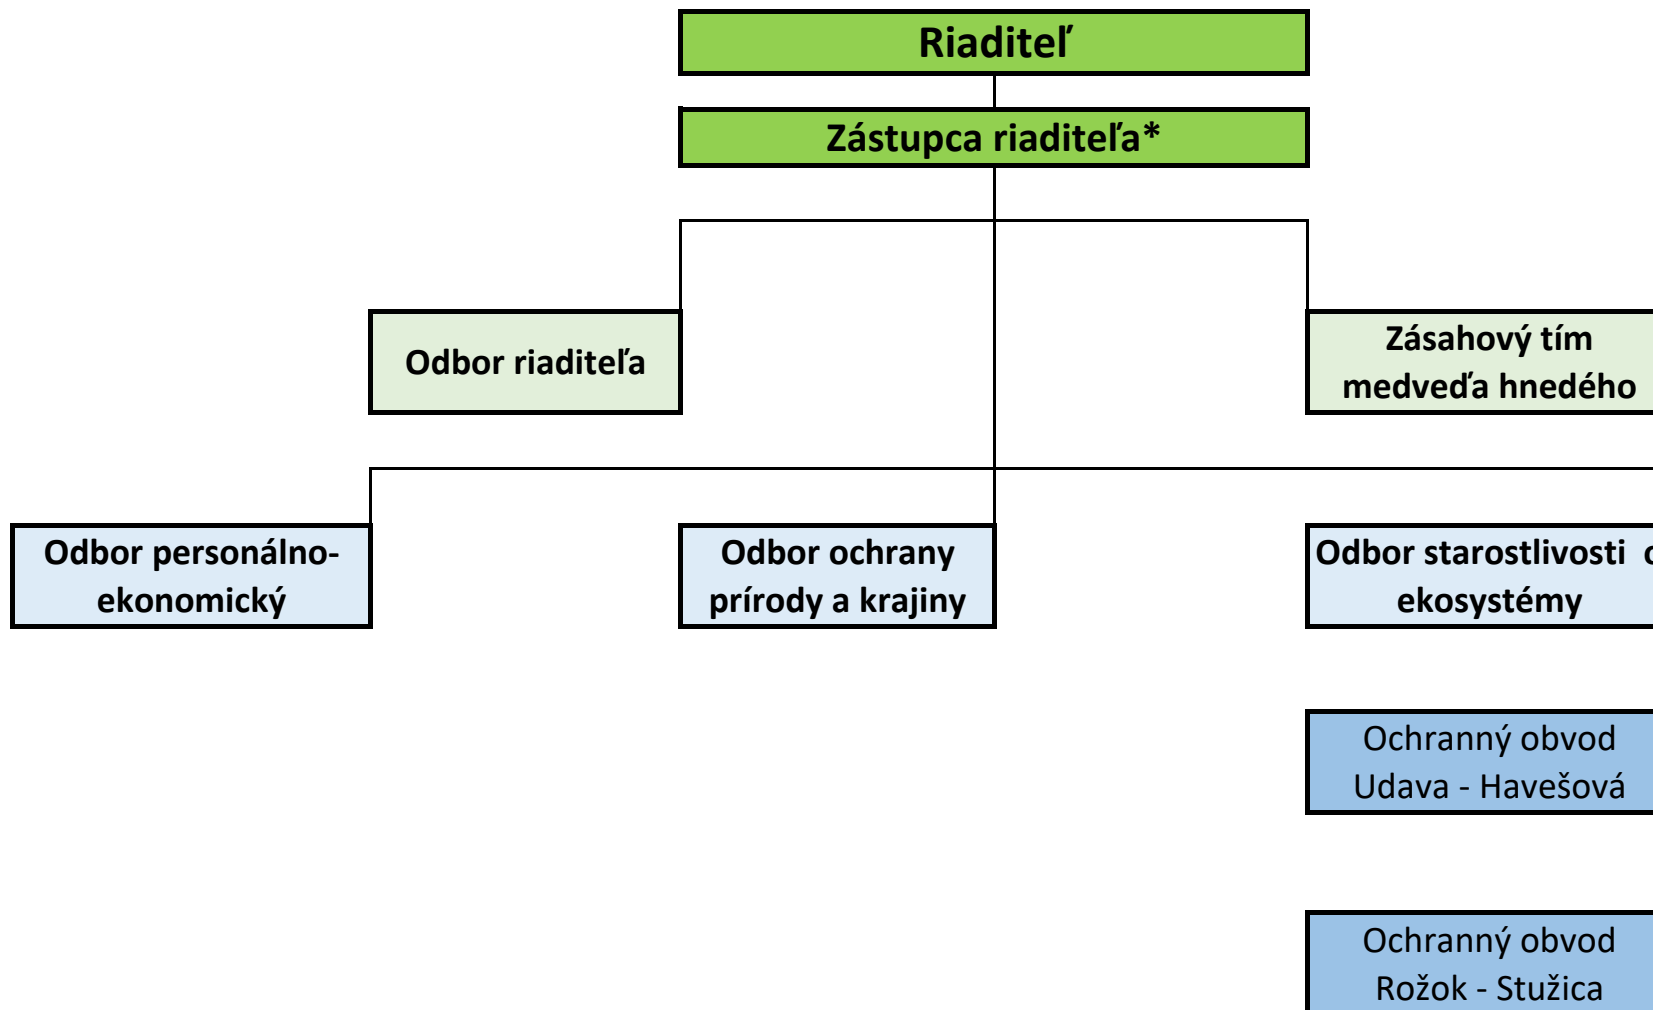 Riaditeľ
Zástupca riaditeľa*
Odbor riaditeľa
Zásahový tím
medveďa hnedého
Odbor personálno-
ekonomický
Odbor ochrany
prírody a krajiny
Odbor starostlivosti
ekosystémy
Ochranný obvod
Udava - Havešová
Ochranný obvod
Rožok - Stužica